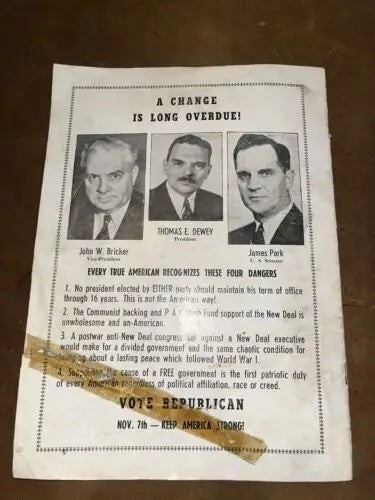 A CHANGE
IS LONG OVERDUE!
John W. Bricker
Vice-President
THOMAS E. DEWEY
President
James Park
U. S. Senator
EVERY TRUE AMERICAN RECOGNIZES THESE FOUR DANGERS
1. No president elected by EITHER party should maintain his term of office
through 16 years. This is not the American way!
2. The Communist backing and P A C Fund support of the New Deal is
unwholesome and un-American.
3. A postwar anti-New Deal congress set against a New Deal executive
would make for a divided government and the same chaotic condition for
bringing about a lasting peace which followed World War I.
4. Supporting the cause of a FREE government is the first patriotic duty
of every American regardless of political affiliation, race or creed.
VOTE REPUBLICAN
NOV. 7th — KEEP AMERICA STRONG!